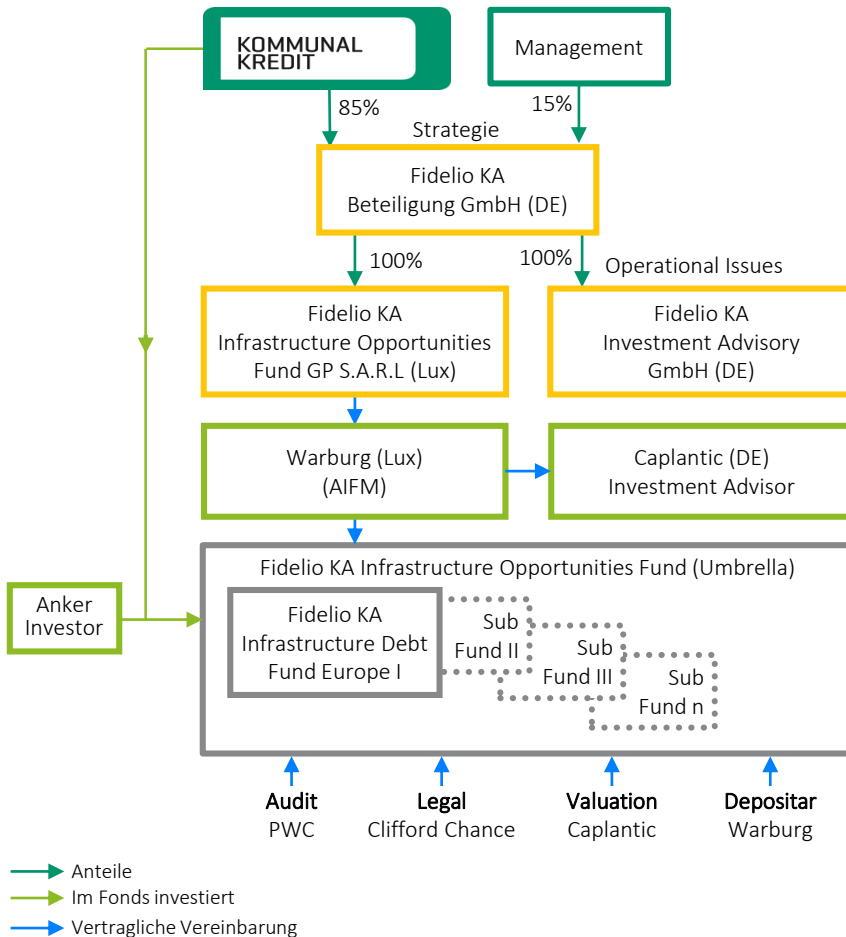 KOMMUNAL
KREDIT
Management
85%
15%
Strategie
Fidelio KA
Beteiligung GmbH (DE)
100%
100%
Operational Issues
Fidelio KA
Infrastructure Opportunities
Fund GP S.A.R.L (Lux)
Fidelio KA
Investment Advisory
GmbH (DE)
Warburg (Lux)
(AIFM)
Caplantic (DE)
Investment Advisor
Fidelio KA Infrastructure Opportunities Fund (Umbrella)
Anker
Investor
Fidelio KA
Infrastructure Debt
Fund Europe I
Sub
Fund II
Sub
Fund III
Sub
Fund n
Audit
PWC
Legal
Clifford Chance
Valuation
Caplantic
Depositar
Warburg
Anteile
Im Fonds investiert
Vertragliche Vereinbarung